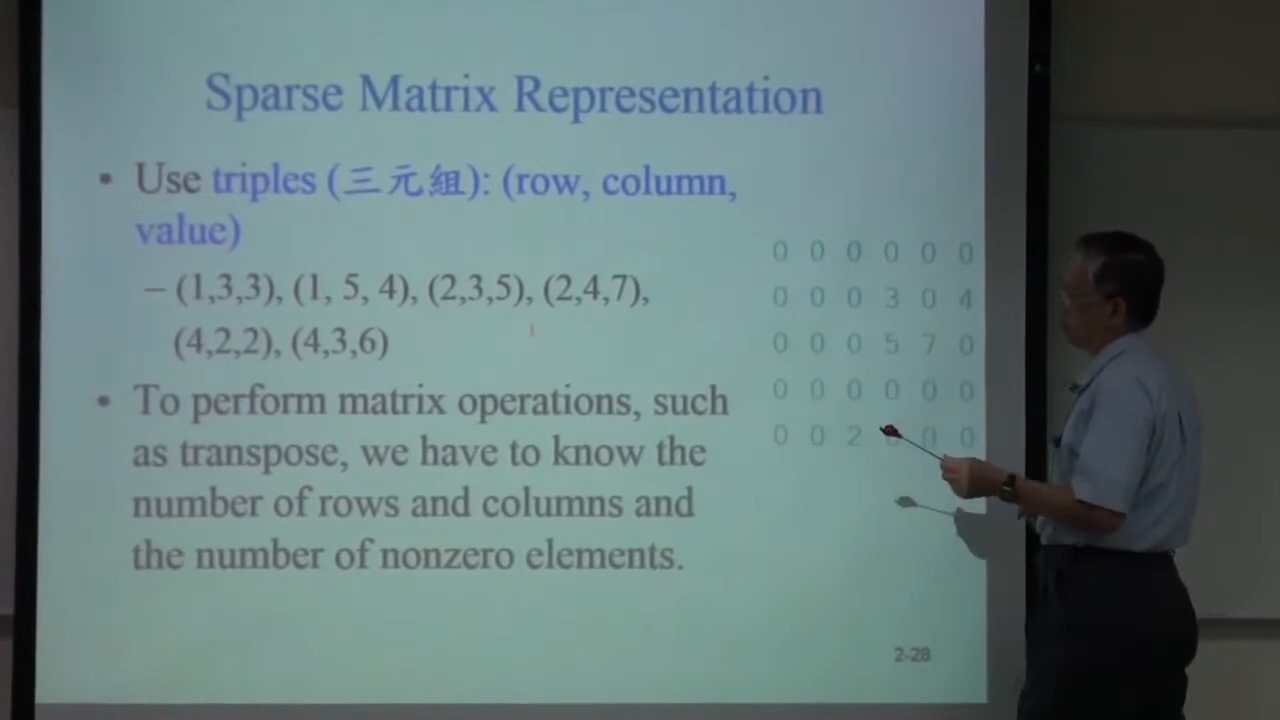 Sparse Matrix Representation
• Use triples (三元組): (row, column,
value)
– (1,3,3), (1, 5, 4), (2,3,5), (2,4,7),
(4,2,2), (4,3,6)
• To perform matrix operations, such
as transpose, we have to know the
number of rows and columns and
the number of nonzero elements.
0 0 0 0 0 0
0 0 0 3 0 4
0 0 0 5 7 0
0 0 0 0 0 0
0 0 2 0 0
2-28